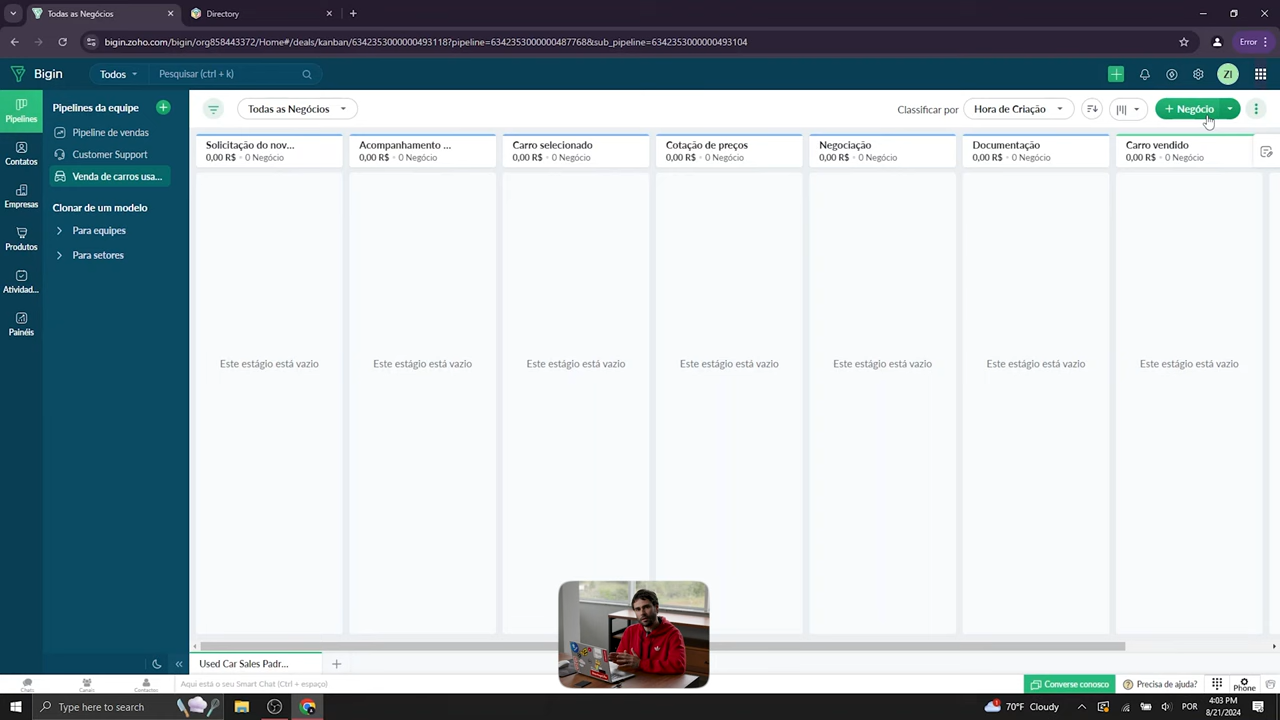 Todas as Negócios
Directory
bigin.zoho.com/bigin/org858443372/Home#/deals/kanban/6342353000000493118?pipeline=6342353000000487768&sub_pipeline=6342353000000493104
Error
Bigin
Todos
Pesquisar (ctrl + k)
ZI
Pipelines
Contatos
Empresas
Produtos
Atividad...
Painéis
Pipelines da equipe
Pipeline de vendas
Customer Support
Venda de carros usa...
Clonar de um modelo
Para equipes
Para setores
Todas as Negócios
Classificar por
Hora de Criação
+ Negócio
Solicitação do nov...
0,00 R$ • 0 Negócio
Este estágio está vazio
Acompanhamento ...
0,00 R$ • 0 Negócio
Este estágio está vazio
Carro selecionado
0,00 R$ • 0 Negócio
Este estágio está vazio
Cotação de preços
0,00 R$ • 0 Negócio
Este estágio está vazio
Negociação
0,00 R$ • 0 Negócio
Este estágio está vazio
Documentação
0,00 R$ • 0 Negócio
Este estágio está vazio
Carro vendido
0,00 R$ • 0 Negócio
Este estágio está vazio
Used Car Sales Padr...
Chats
Canais
Contactos
Aqui está o seu Smart Chat (Ctrl + espaço)
Converse conosco
Precisa de ajuda?
Phone
Type here to search
70°F Cloudy
POR
4:03 PM
8/21/2024